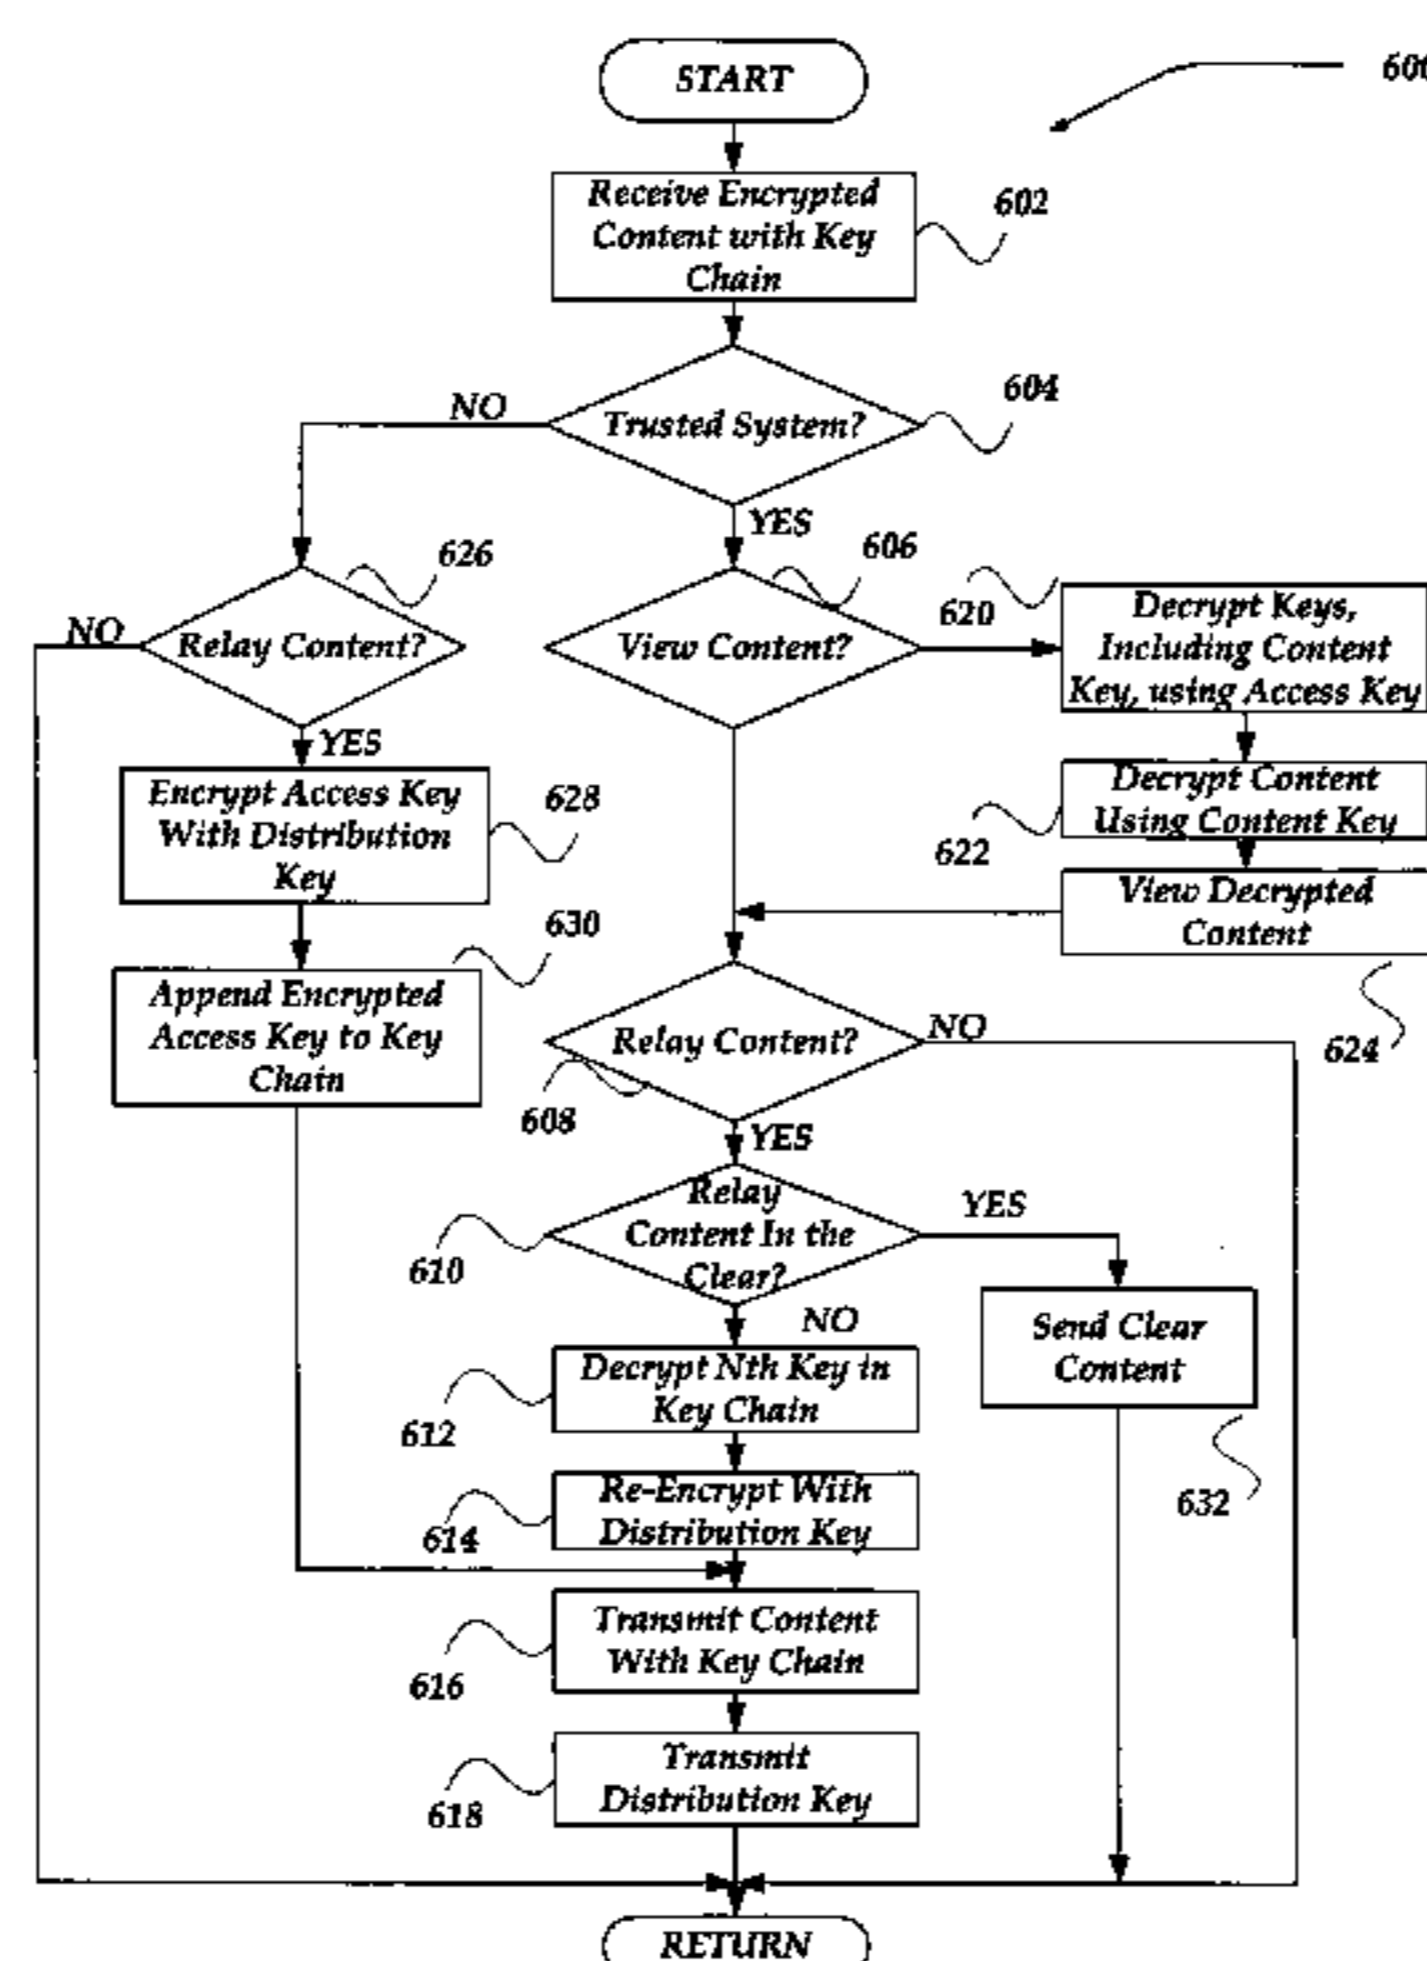 START
600
Receive Encrypted
Content with Key
Chain
602
Trusted System?
604
NO
YES
626
606
620
NO
Relay Content?
View Content?
Decrypt Keys,
Including Content
Key, using Access Key
YES
Encrypt Access Key
With Distribution
Key
628
Decrypt Content
Using Content Key
622
View Decrypted
Content
630
Append Encrypted
Access Key to Key
Chain
Relay Content?
NO
624
608
YES
Relay
Content In the
Clear?
YES
610
NO
Send Clear
Content
Decrypt Nth Key in
Key Chain
612
632
Re-Encrypt With
Distribution Key
614
Transmit Content
With Key Chain
616
Transmit
Distribution Key
618
RETURN